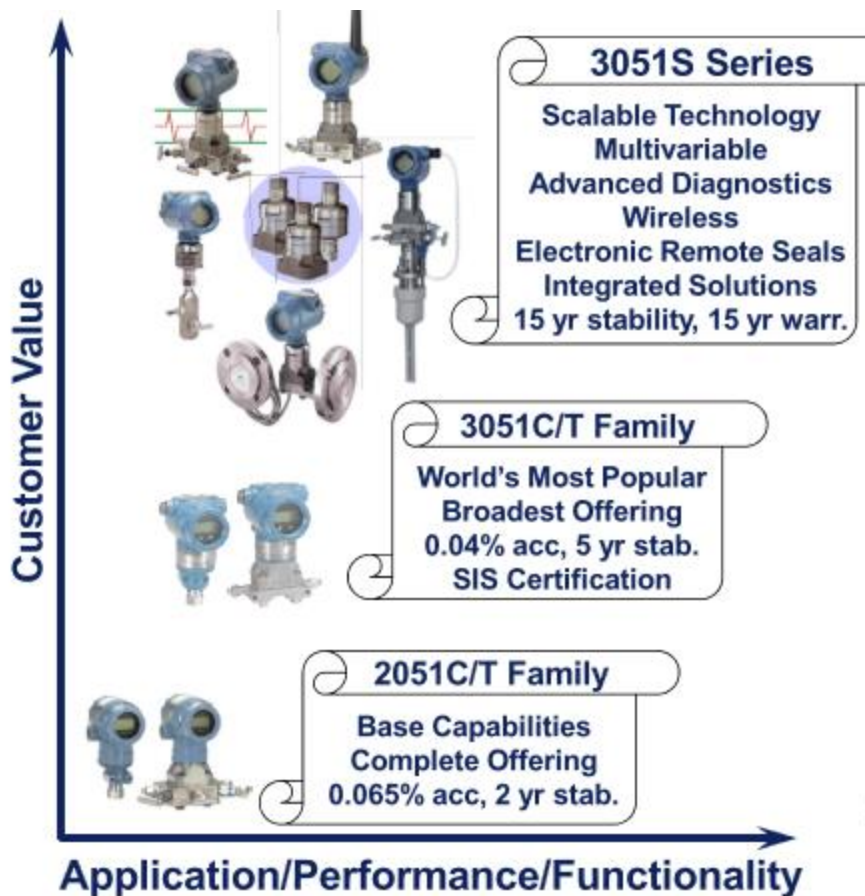 3051S Series
Scalable Technology
Multivariable
Advanced Diagnostics
Wireless
Electronic Remote Seals
Integrated Solutions
15 yr stability, 15 yr warr.
3051C/T Family
World's Most Popular
Broadest Offering
0.04% acc, 5 yr stab.
SIS Certification
2051C/T Family
Base Capabilities
Complete Offering
0.065% acc, 2 yr stab.
Customer Value
Application/Performance/Functionality